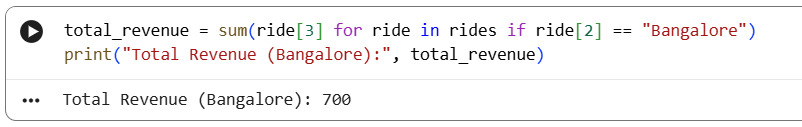 total_revenue = sum(ride[3] for ride in rides if ride[2] == "Bangalore")
print("Total Revenue (Bangalore):", total_revenue)
Total Revenue (Bangalore): 700